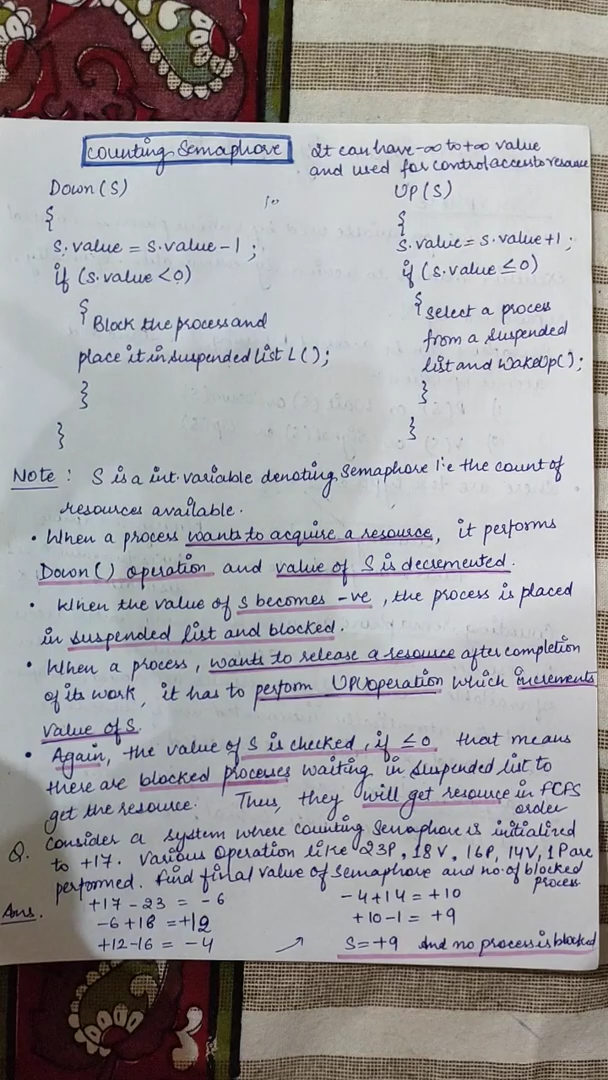 Counting Semaphore
It can have -∞ to +∞ value
and used for control access to resource
Down(S)
{
S.value = S.value - 1 ;
if (S.value < 0)
{
Block the process and
place it in suspended list L();
}
}
UP(S)
{
S.value = S.value + 1 ;
if (S.value ≤ 0)
{
Select a process
from a suspended
list and WakeUp();
}
}
Note : S is a int. variable denoting Semaphore i.e the count of
resources available.
• When a process wants to acquire a resource, it performs
Down() operation and value of S is decremented.
• When the value of S becomes -ve, the process is placed
in suspended list and blocked.
• When a process, wants to release a resource after completion
of its work, it has to perform UP() operation which increments
value of S.
• Again, the value of S is checked, if ≤ 0 that means
there are blocked processes waiting in suspended list to
get the resource. Thus, they will get resource in FCFS
order
Q. Consider a system where counting Semaphore is initialized
to +17. Various Operation like 23P, 18V, 16P, 14V, 1P are
performed. Find final value of Semaphore and no. of blocked
process.
Ans. +17 - 23 = -6
-6 + 18 = +12
+12 - 16 = -4
-4 + 14 = +10
+10 - 1 = +9
→ S = +9 And no process is blocked